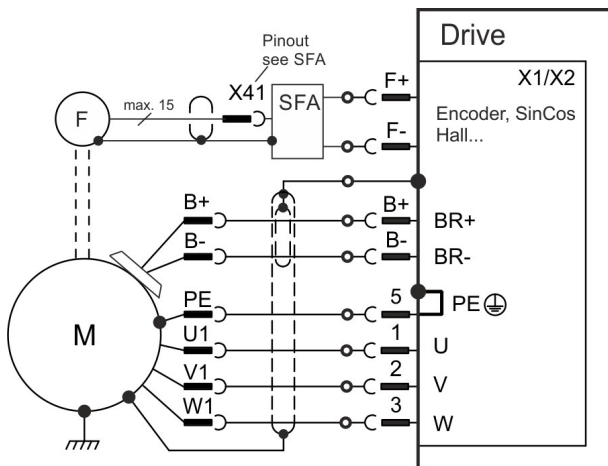 Drive
Pinout
see SFA
X1/X2
X41
F+
SFA
max. 15
F
Encoder, SinCos
Hall...
F-
B+
B+
BR+
B-
B-
BR-
PE
5
PE
M
U1
1
U
V1
2
V
W1
3
W